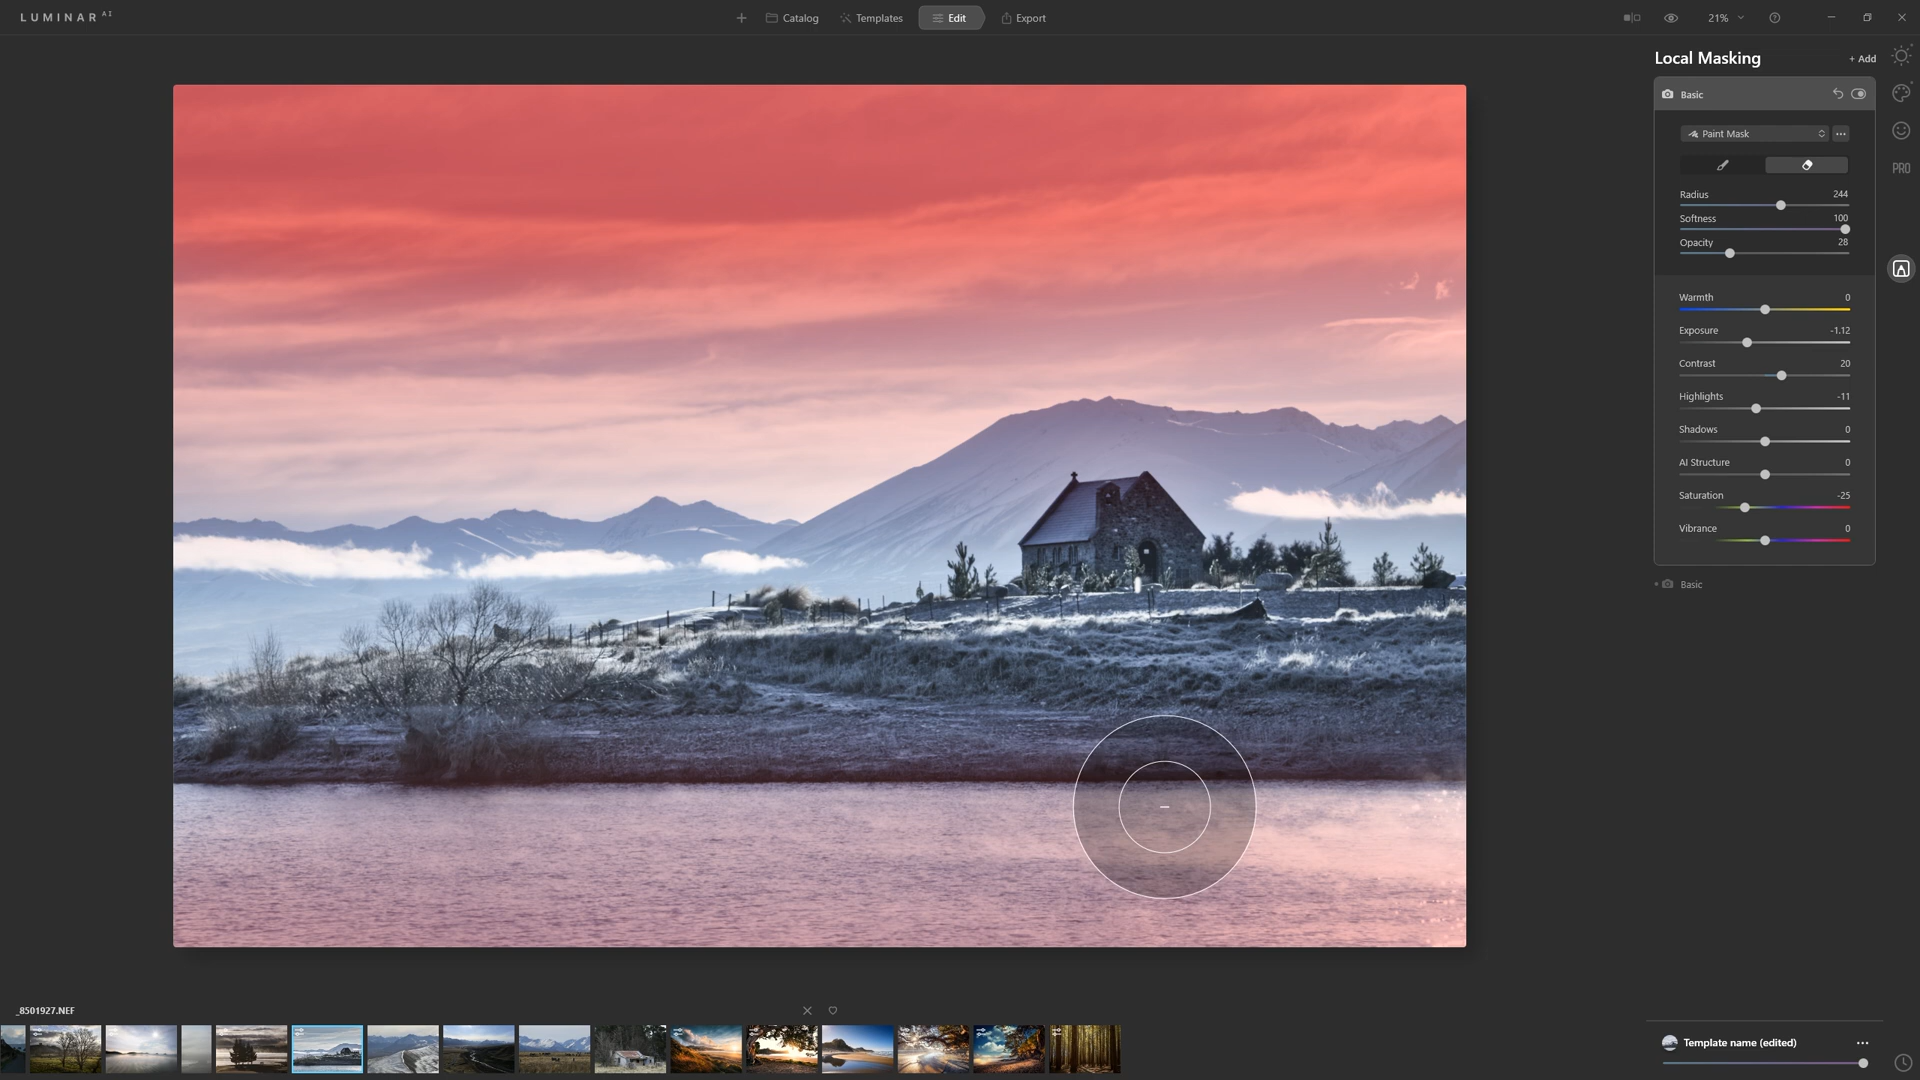 LUMINAR AI
Catalog
Templates
Edit
Export
21%
Local Masking
+ Add
Basic
Paint Mask
Radius 244
Softness 100
Opacity 28
Warmth 0
Exposure -1.12
Contrast 20
Highlights -11
Shadows 0
AI Structure 0
Saturation -25
Vibrance 0
Basic
PRO
_8501927.NEF
Template name (edited)